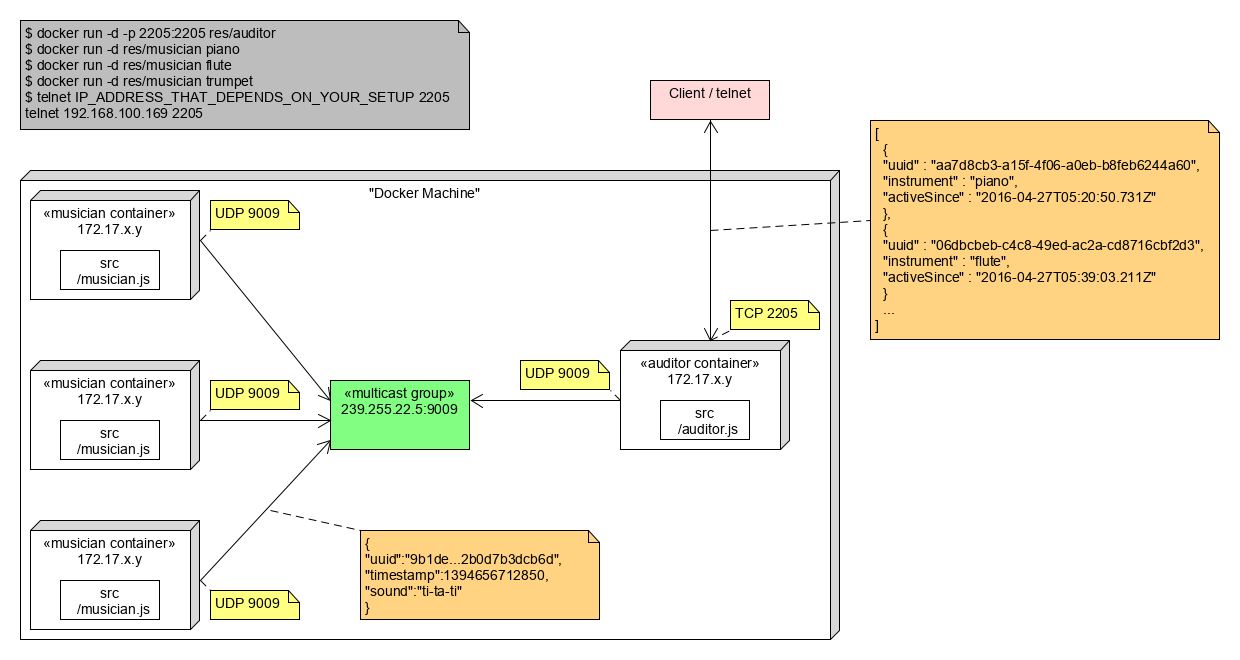 $ docker run -d -p 2205:2205 res/auditor
$ docker run -d res/musician piano
$ docker run -d res/musician flute
$ docker run -d res/musician trumpet
$ telnet IP_ADDRESS_THAT_DEPENDS_ON_YOUR_SETUP 2205
telnet 192.168.100.169 2205
Client / telnet
[
{
"uuid" : "aa7d8cb3-a15f-4f06-a0eb-b8feb6244a60",
"instrument" : "piano",
"activeSince" : "2016-04-27T05:20:50.731Z"
},
{
"uuid" : "06dbcbeb-c4c8-49ed-ac2a-cd8716cbf2d3",
"instrument" : "flute",
"activeSince" : "2016-04-27T05:39:03.211Z"
}
...
]
"Docker Machine"
«musician container»
172.17.x.y
src
/musician.js
UDP 9009
«musician container»
172.17.x.y
src
/musician.js
UDP 9009
«musician container»
172.17.x.y
src
/musician.js
UDP 9009
«multicast group»
239.255.22.5:9009
UDP 9009
TCP 2205
«auditor container»
172.17.x.y
src
/auditor.js
{
"uuid":"9b1de...2b0d7b3dcb6d",
"timestamp":1394656712850,
"sound":"ti-ta-ti"
}